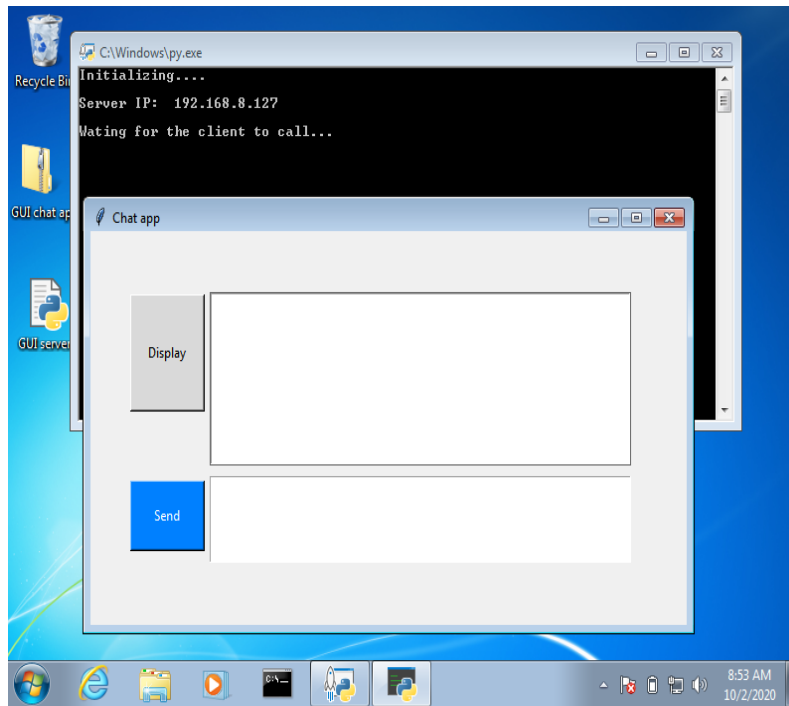 C:\Windows\py.exe
Recycle Bi
Initializing....
Server IP: 192.168.8.127
Wating for the client to call...
GUI chat ap
Chat app
GUI server
Display
Send
C:\_
8:53 AM
10/2/2020